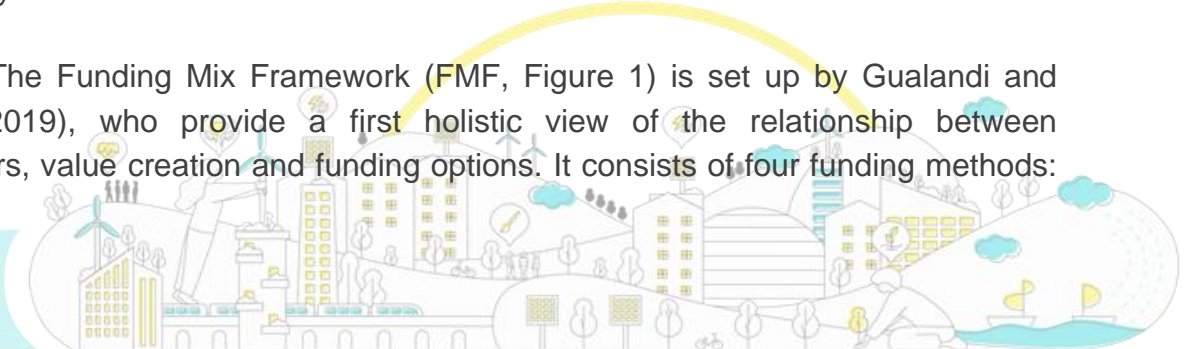 The Funding Mix Framework (FMF, Figure 1) is set up by Gualandi and
2019), who provide a first holistic view of the relationship between
rs, value creation and funding options. It consists of four funding methods: